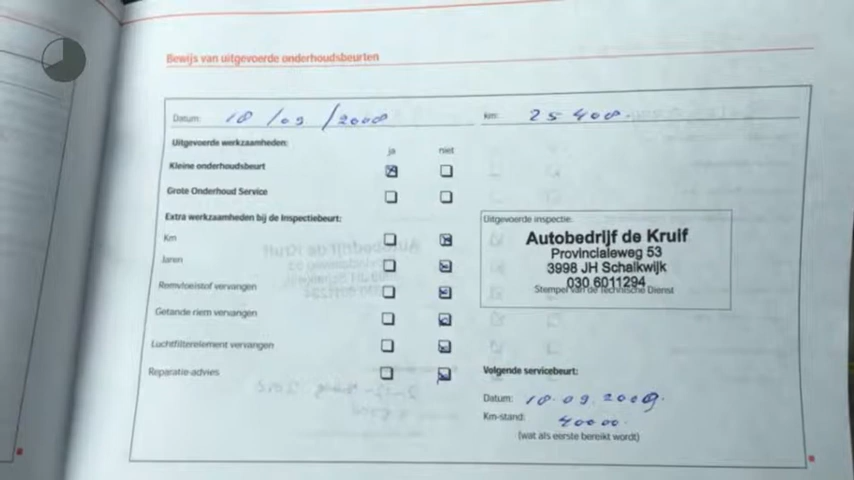 Bewijs van uitgevoerde onderhoudsbeurten
Datum: 18 / 09 / 2008 km: 25 400.
Uitgevoerde werkzaamheden: ja niet
Kleine onderhoudsbeurt
Grote Onderhoud Service
Extra werkzaamheden bij de Inspectiebeurt:
Km
Jaren
Remvloeistof vervangen
Getande riem vervangen
Luchtfilterelement vervangen
Reparatie-advies
Uitgevoerde inspectie:
Autobedrijf de Kruif
Provincialeweg 53
3998 JH Schalkwijk
030 6011294
Stempel van de Technische Dienst
Volgende servicebeurt:
Datum: 18.09.2009.
Km-stand: 40000
(wat als eerste bereikt wordt)